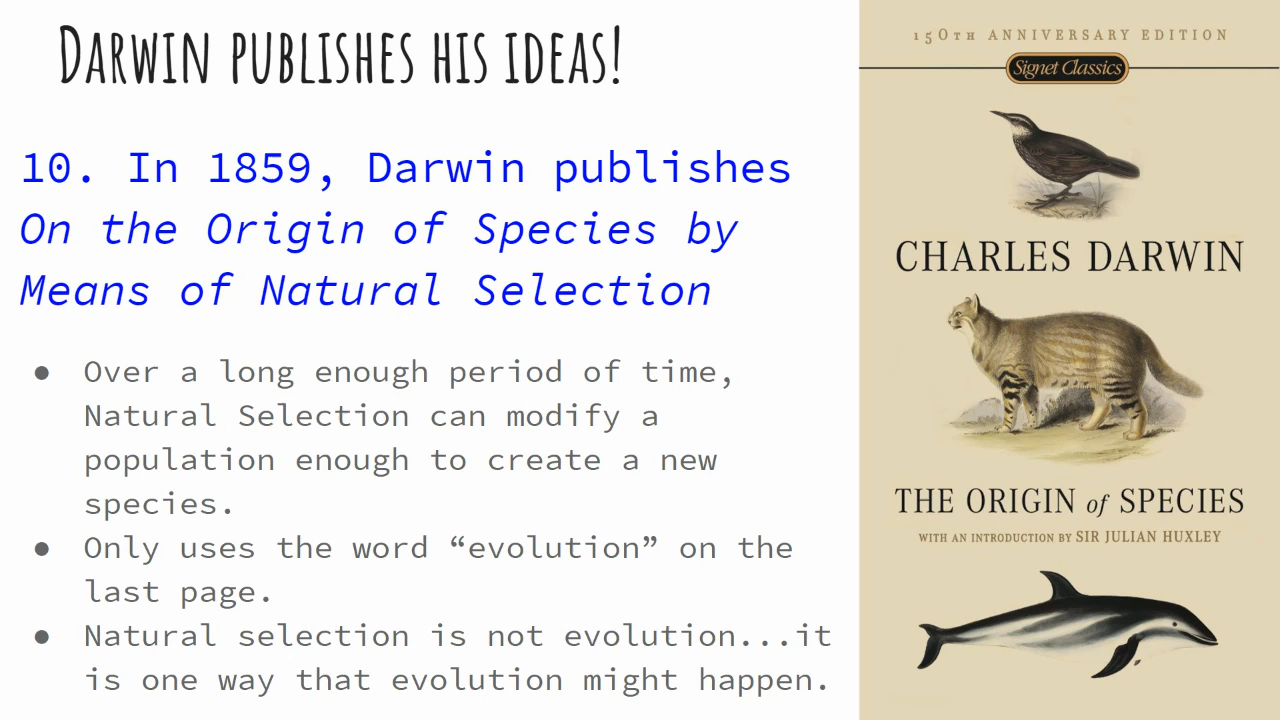 DARWIN PUBLISHES HIS IDEAS!
10. In 1859, Darwin publishes
On the Origin of Species by
Means of Natural Selection
● Over a long enough period of time,
Natural Selection can modify a
population enough to create a new
species.
● Only uses the word “evolution” on the
last page.
● Natural selection is not evolution...it
is one way that evolution might happen.
150TH ANNIVERSARY EDITION
Signet Classics
CHARLES DARWIN
THE ORIGIN of SPECIES
WITH AN INTRODUCTION BY SIR JULIAN HUXLEY